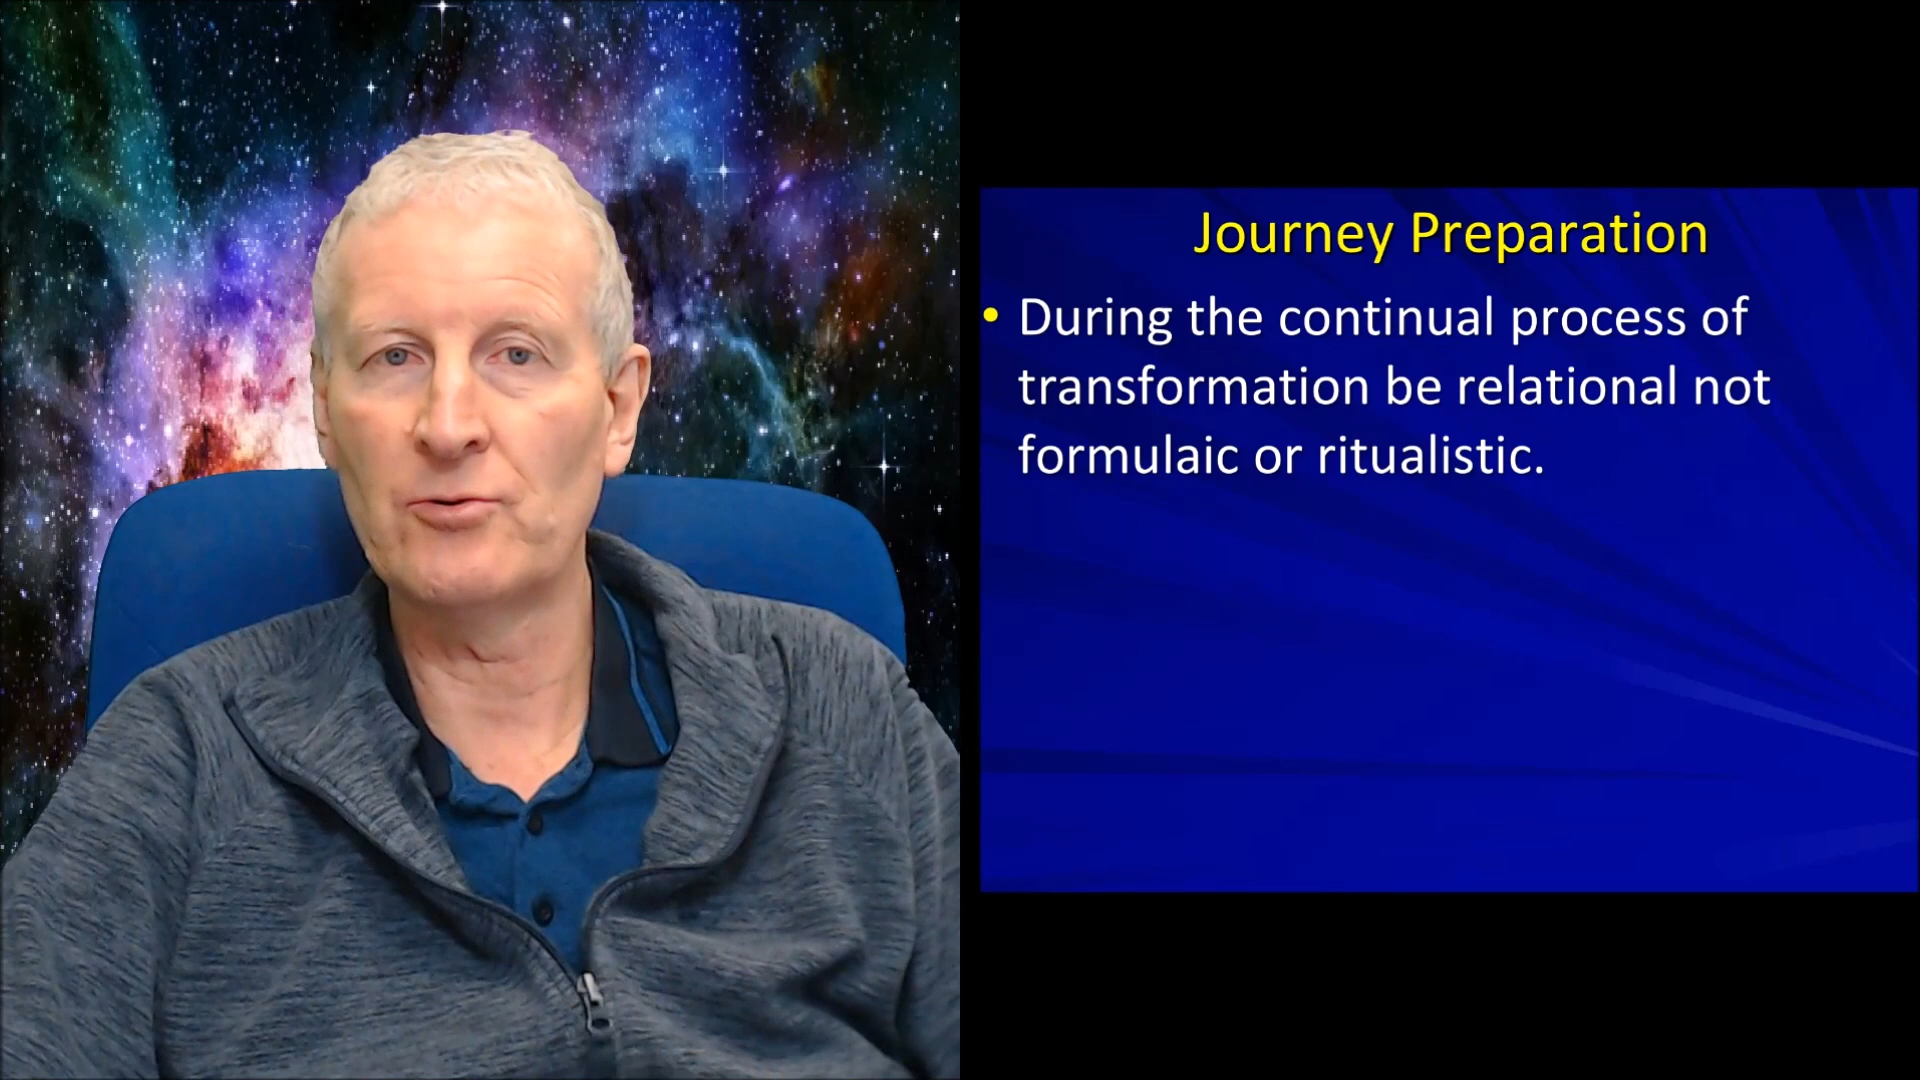 Journey Preparation
• During the continual process of
transformation be relational not
formulaic or ritualistic.